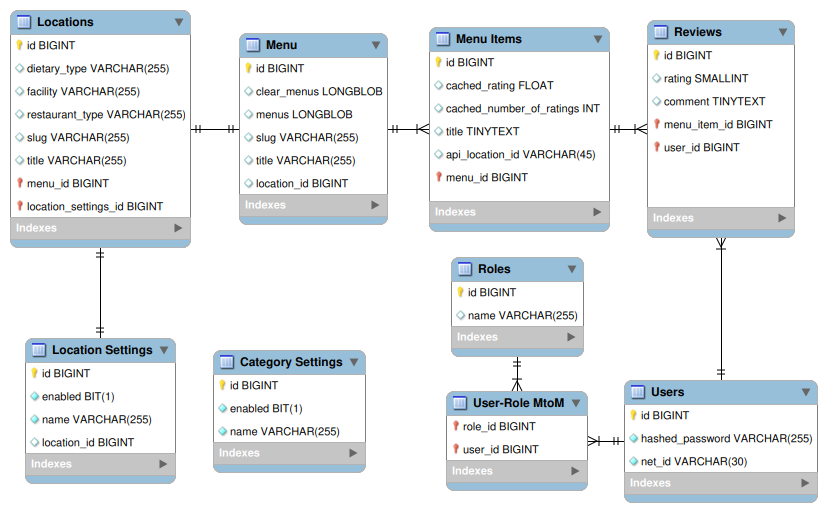 Locations
id BIGINT
dietary_type VARCHAR(255)
facility VARCHAR(255)
restaurant_type VARCHAR(255)
slug VARCHAR(255)
title VARCHAR(255)
menu_id BIGINT
location_settings_id BIGINT
Indexes
Menu
id BIGINT
clear_menus LONGBLOB
menus LONGBLOB
slug VARCHAR(255)
title VARCHAR(255)
location_id BIGINT
Indexes
Menu Items
id BIGINT
cached_rating FLOAT
cached_number_of_ratings INT
title TINYTEXT
api_location_id VARCHAR(45)
menu_id BIGINT
Indexes
Reviews
id BIGINT
rating SMALLINT
comment TINYTEXT
menu_item_id BIGINT
user_id BIGINT
Indexes
Location Settings
id BIGINT
enabled BIT(1)
name VARCHAR(255)
location_id BIGINT
Indexes
Category Settings
id BIGINT
enabled BIT(1)
name VARCHAR(255)
Indexes
Roles
id BIGINT
name VARCHAR(255)
Indexes
User-Role MtoM
role_id BIGINT
user_id BIGINT
Indexes
Users
id BIGINT
hashed_password VARCHAR(255)
net_id VARCHAR(30)
Indexes